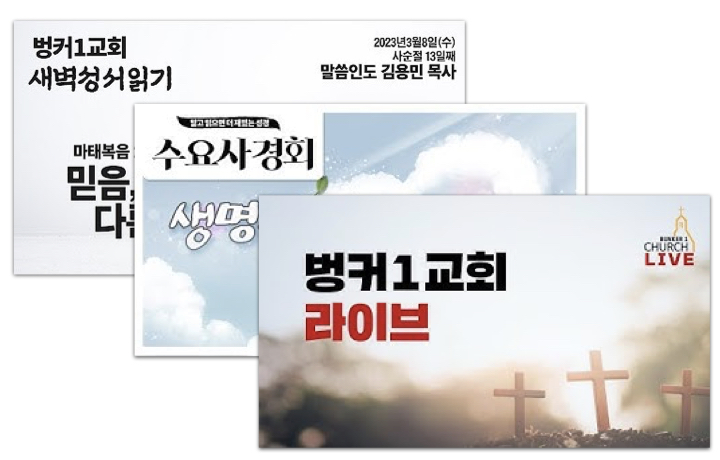 벙커1교회
새벽성서읽기
2023년3월8일(수)
사순절 13일째
말씀인도 김용민 목사
마태복음
믿음,
알고 읽으면 더 재밌는 성경
수요사경회
생명
벙커1교회
라이브
BUNKER 1
CHURCH
LIVE